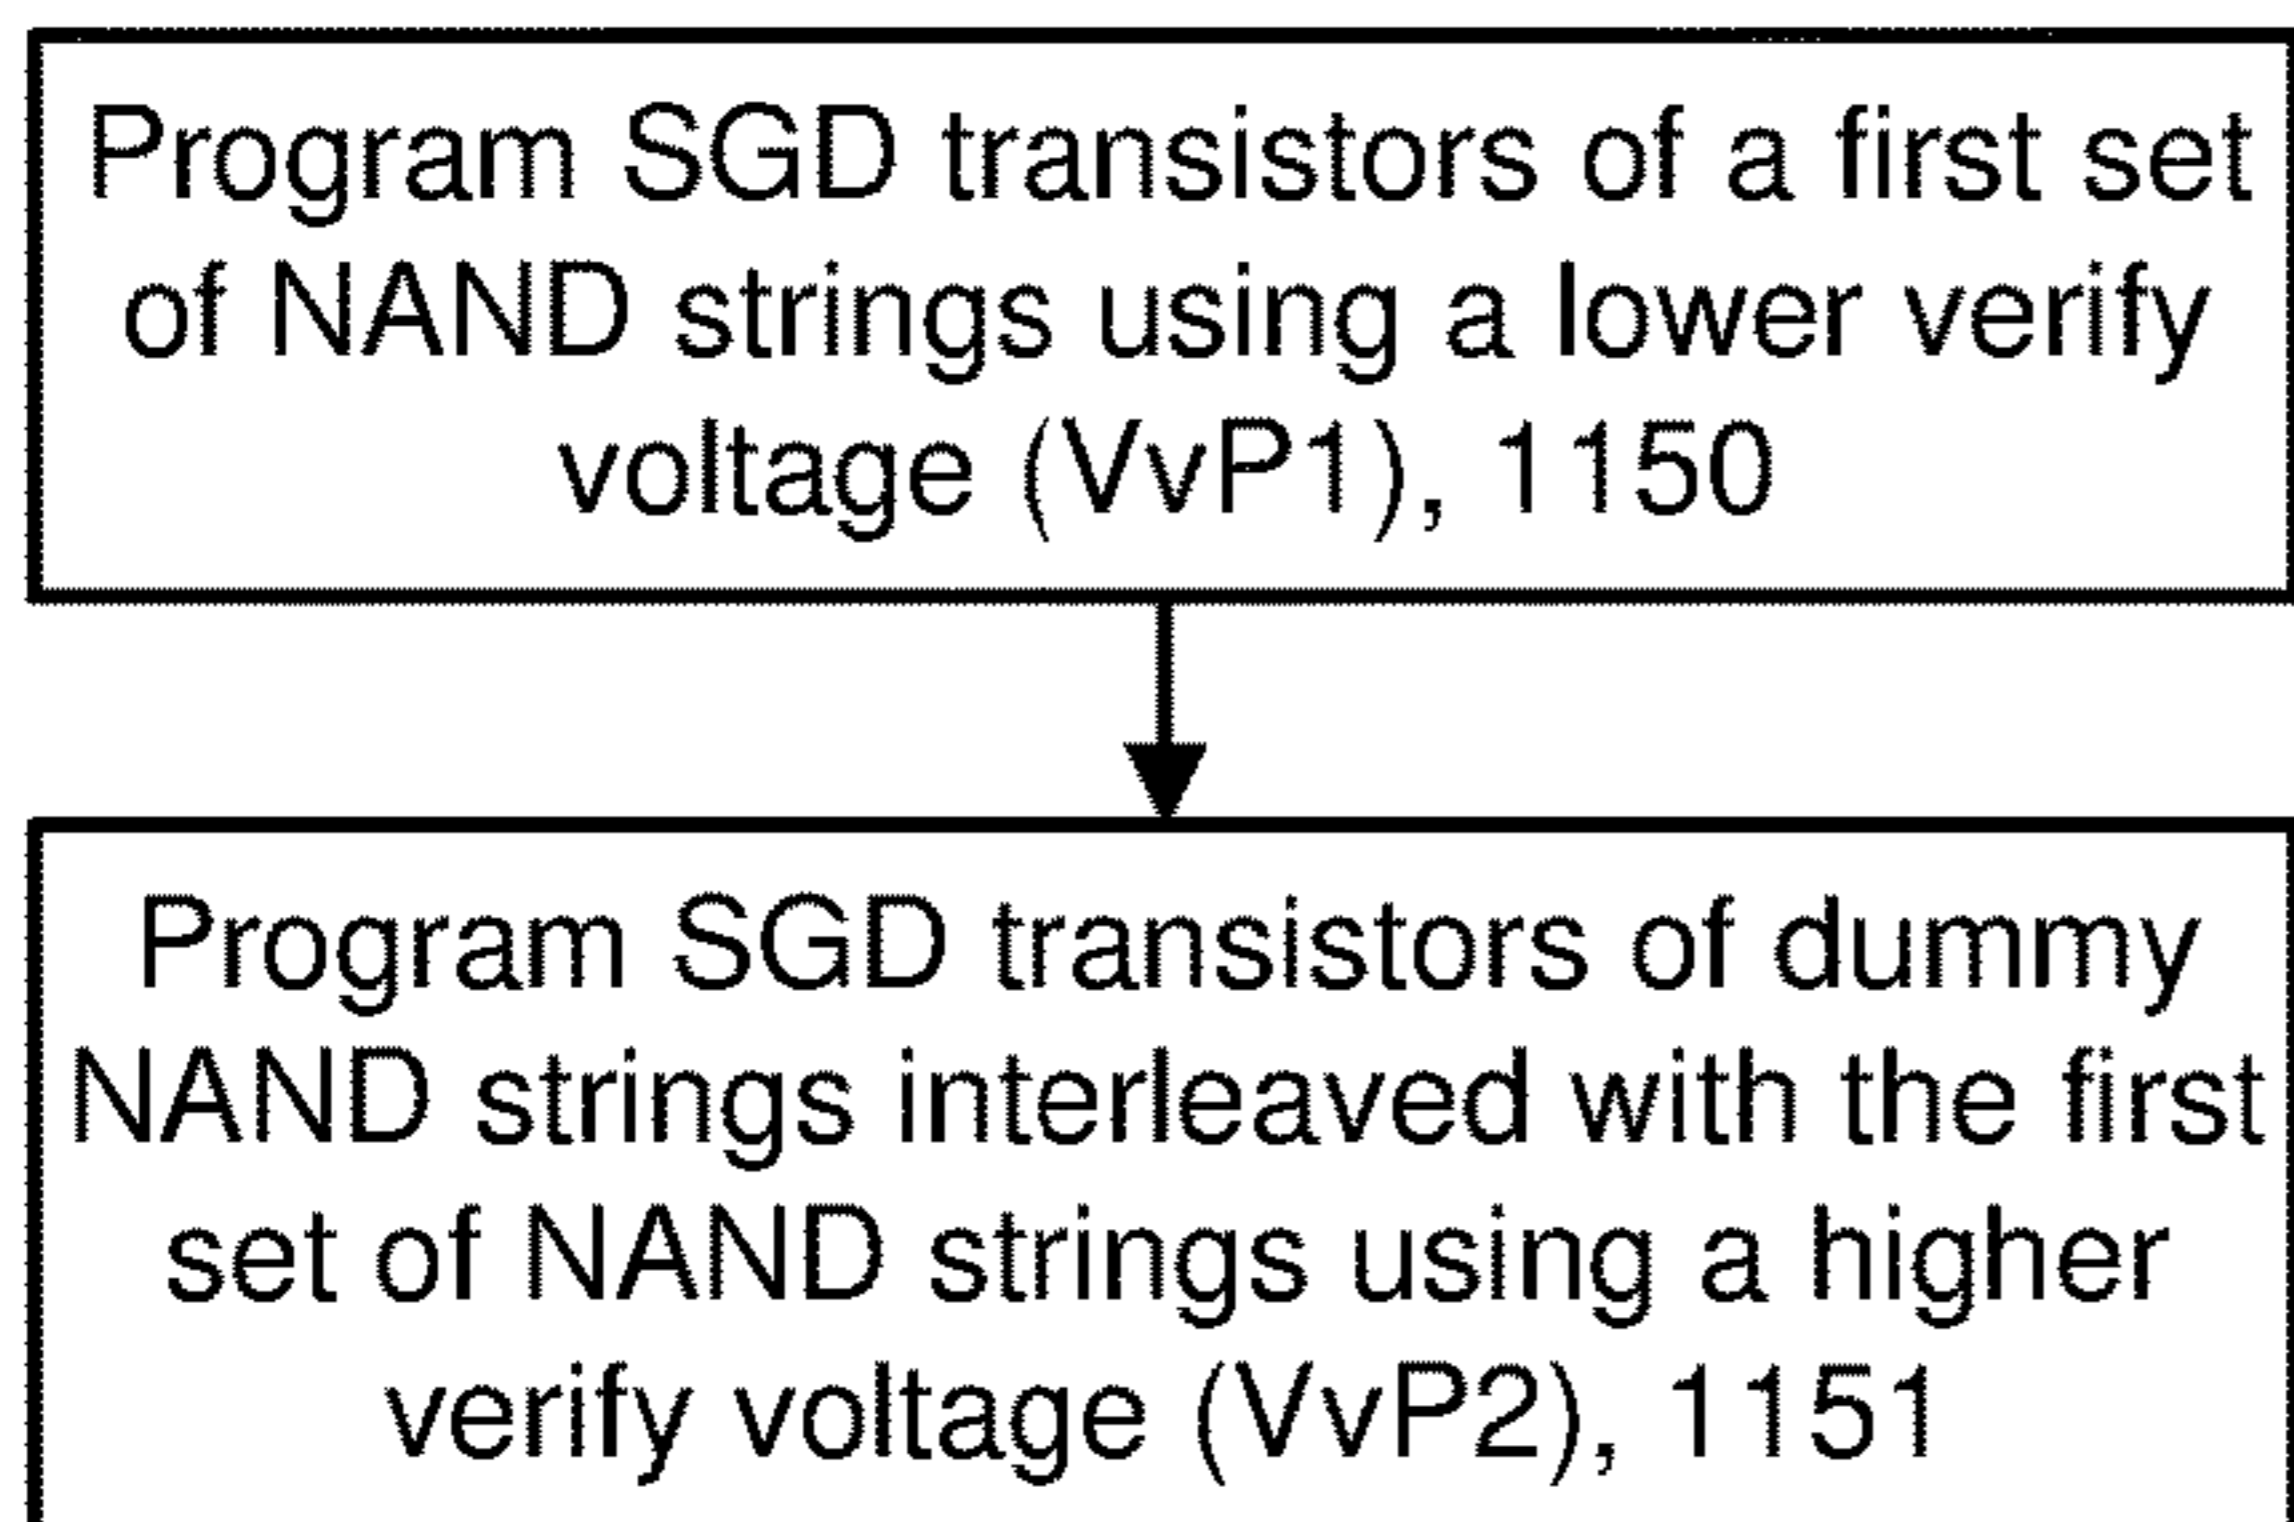 Program SGD transistors of a first set
of NAND strings using a lower verify
voltage (VvP1), 1150
Program SGD transistors of dummy
NAND strings interleaved with the first
set of NAND strings using a higher
verify voltage (VvP2), 1151